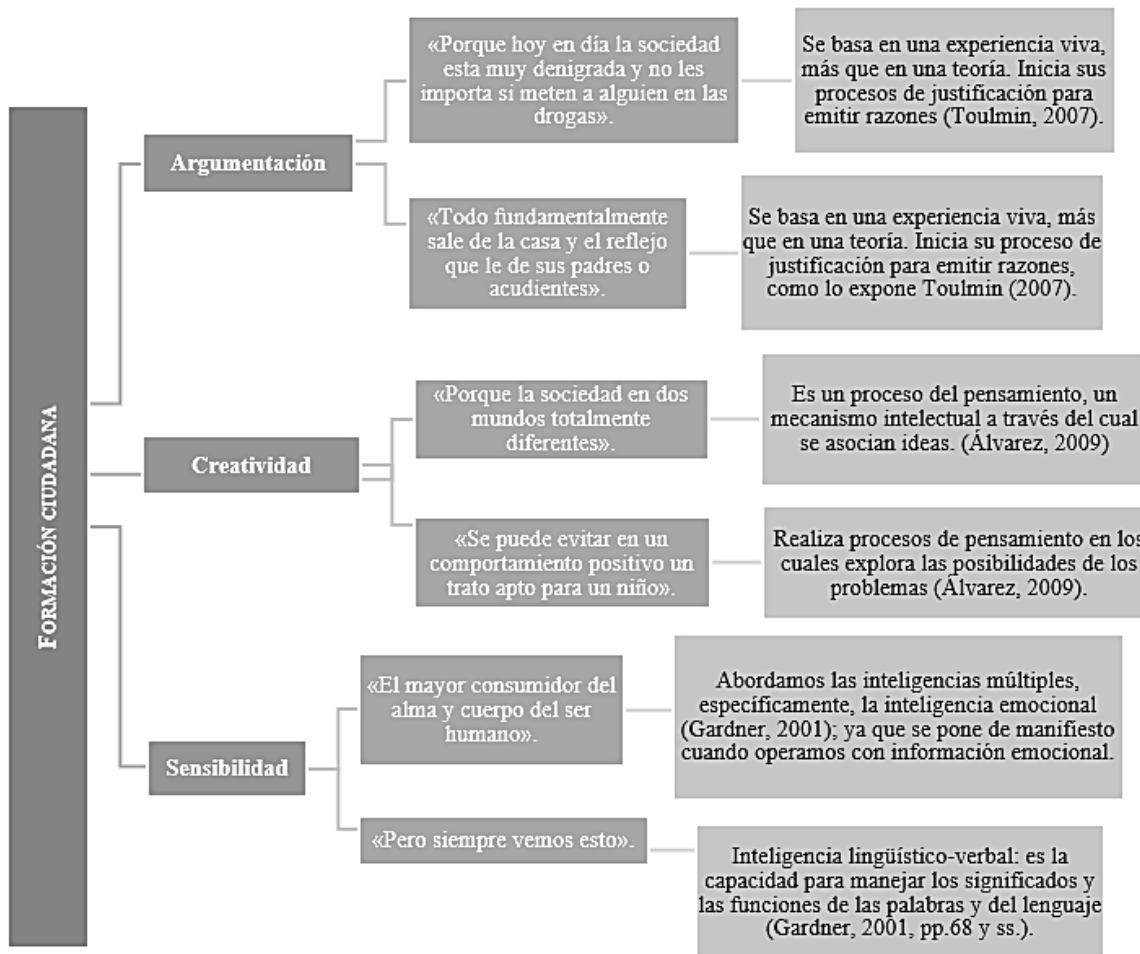 FORMACIÓN CIUDADANA
Argumentación
«Porque hoy en día la sociedad
esta muy denigrada y no les
importa si meten a alguien en las
drogas».
Se basa en una experiencia viva,
más que en una teoría. Inicia sus
procesos de justificación para
emitir razones (Toulmin, 2007).
«Todo fundamentalmente
sale de la casa y el reflejo
que le de sus padres o
acudientes».
Se basa en una experiencia viva, más
que en una teoría. Inicia su proceso de
justificación para emitir razones,
como lo expone Toulmin (2007).
Creatividad
«Porque la sociedad en dos
mundos totalmente
diferentes».
Es un proceso del pensamiento, un
mecanismo intelectual a través del cual
se asocian ideas. (Álvarez, 2009)
«Se puede evitar en un
comportamiento positivo un
trato apto para un niño».
Realiza procesos de pensamiento en los
cuales explora las posibilidades de los
problemas (Álvarez, 2009).
Sensibilidad
«El mayor consumidor del
alma y cuerpo del ser
humano».
Abordamos las inteligencias múltiples,
específicamente, la inteligencia emocional
(Gardner, 2001); ya que se pone de manifiesto
cuando operamos con información emocional.
«Pero siempre vemos esto».
Inteligencia lingüístico-verbal: es la
capacidad para manejar los significados y
las funciones de las palabras y del lenguaje
(Gardner, 2001, pp.68 y ss.).